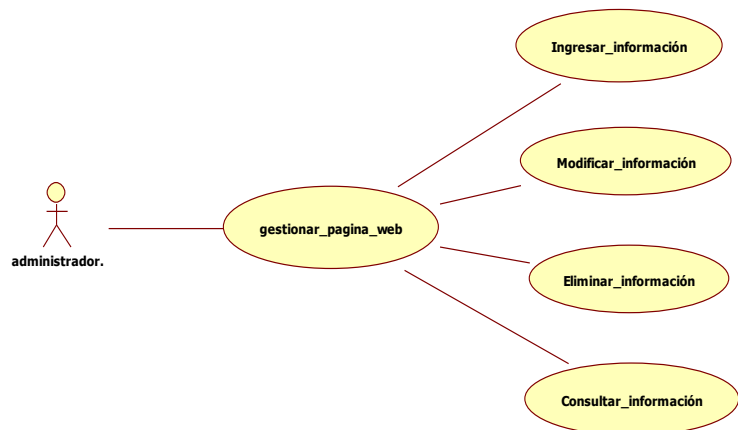 Ingresar_información
Modificar_información
gestionar_pagina_web
administrador.
Eliminar_información
Consultar_información